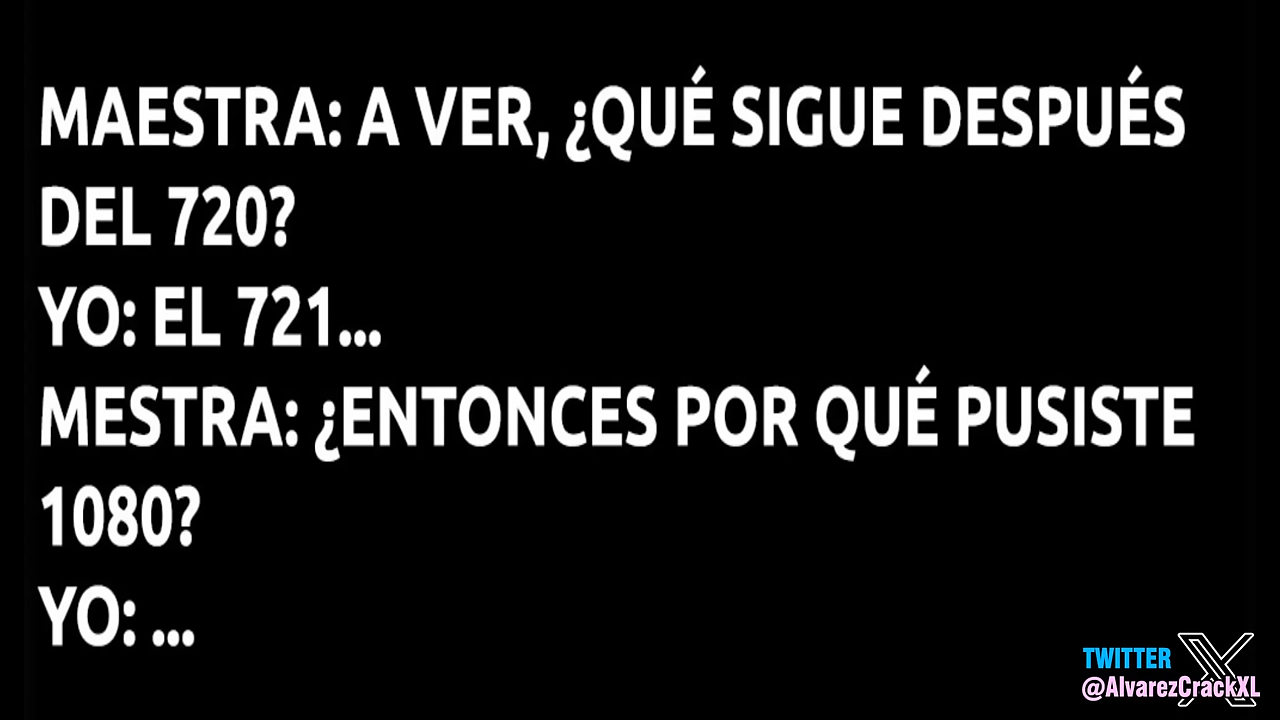 MAESTRA: A VER, ¿QUÉ SIGUE DESPUÉS
DEL 720?
YO: EL 721...
MESTRA: ¿ENTONCES POR QUÉ PUSISTE
1080?
YO: ...
TWITTER
@AlvarezCrackXL